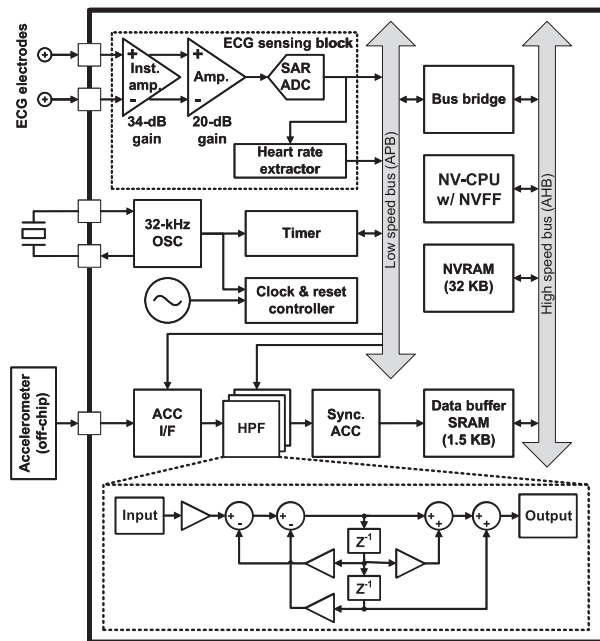 ECG sensing block
ECG electrodes
+
-
Inst.
amp.
34-dB
gain
+
-
Amp.
20-dB
gain
SAR
ADC
Heart rate
extractor
Low speed bus (APB)
Bus bridge
NV-CPU
w/ NVFF
NVRAM
(32 KB)
High speed bus (AHB)
32-kHz
OSC
Timer
Clock & reset
controller
Accelerometer
(off-chip)
ACC
I/F
HPF
Sync.
ACC
Data buffer
SRAM
(1.5 KB)
Input
+
-
+
-
Z-1
Z-1
+
+
+
+
Output